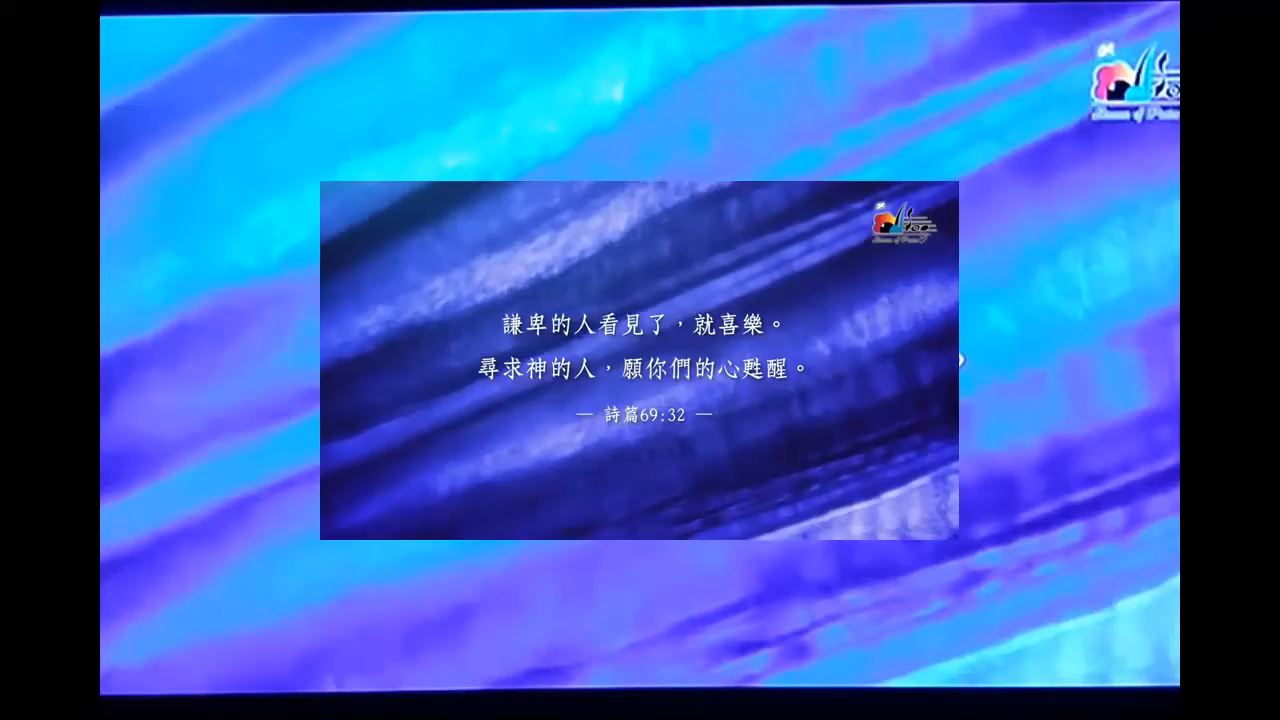 謙卑的人看見了，就喜樂。
尋求神的人，願你們的心甦醒。
— 詩篇69:32 —